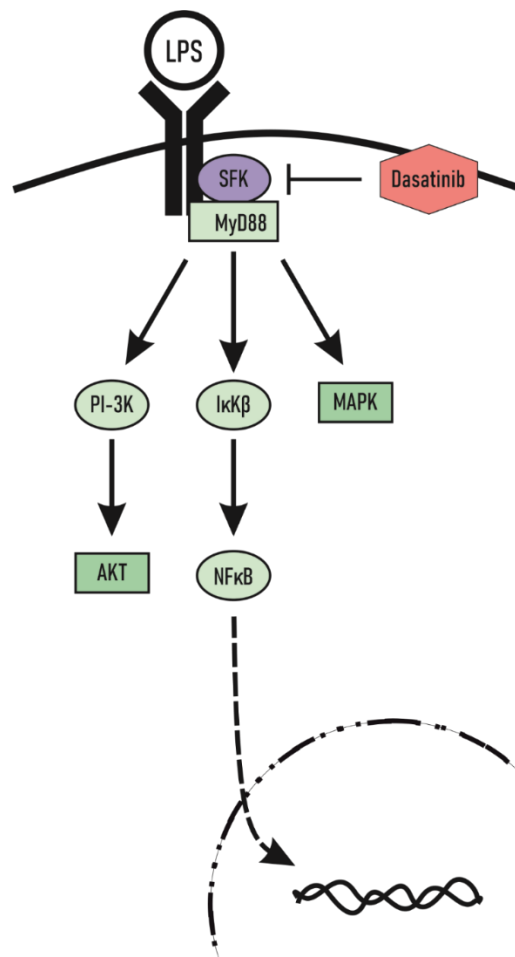 LPS
SFK
Dasatinib
MyD88
PI-3K
IκKβ
MAPK
AKT
NFκB